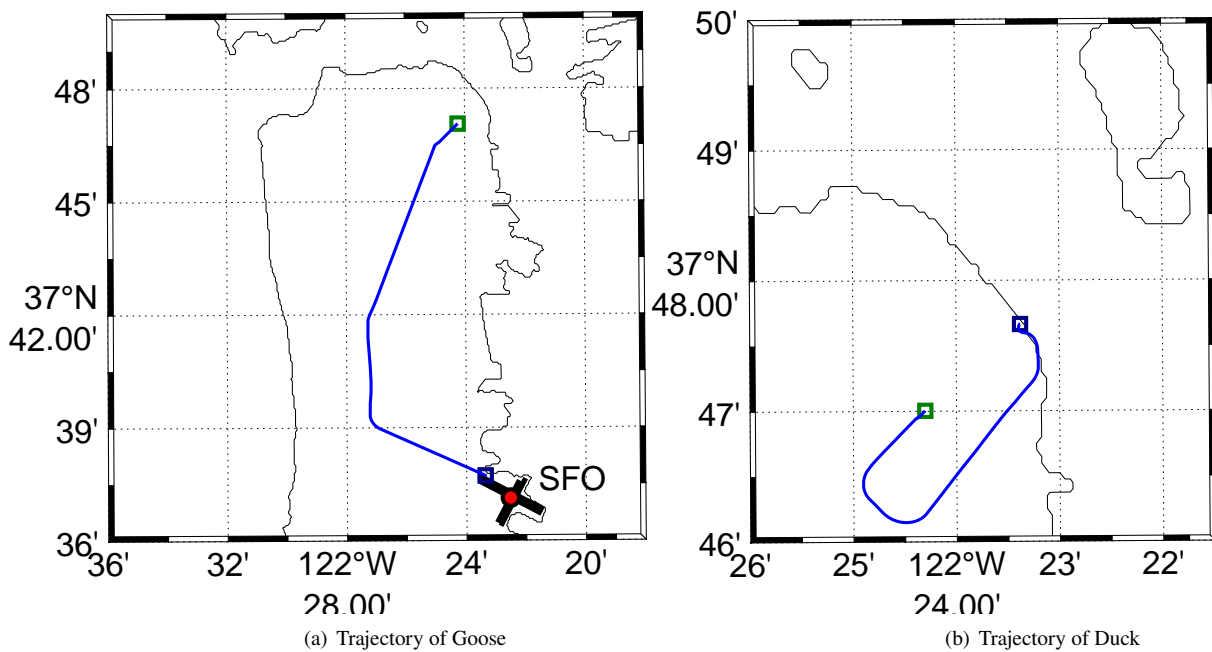 48'
45'
37°N
42.00'
39'
36'
36'
32'
122°W
28.00'
24'
20'
SFO
(a) Trajectory of Goose
50'
49'
37°N
48.00'
47'
46'
26'
25'
122°W
24.00'
23'
22'
(b) Trajectory of Duck